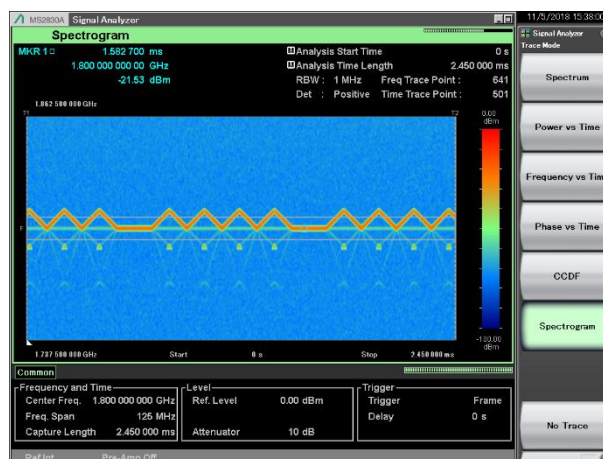 MS2830A Signal Analyzer
11/5/2018 15:38:00
Spectrogram
MKR 1
1.582 700 ms
1.800 000 000 00 GHz
-21.53 dBm
Analysis Start Time 0 s
Analysis Time Length 2.450 000 ms
RBW : 1 MHz Freq Trace Point : 641
Det : Positive Time Trace Point : 501
1.862 500 000 GHz
T1
T2
0.00
dBm
F
-100.00
dBm
1.737 500 000 GHz
Start 0 s
Stop 2.450 000 ms
Common
Frequency and Time
Center Freq. 1.800 000 000 GHz
Freq. Span 125 MHz
Capture Length 2.450 000 ms
Level
Ref. Level 0.00 dBm
Attenuator 10 dB
Trigger
Trigger Frame
Delay 0 s
Ref.Int Pre-Amp Off
Signal Analyzer
Trace Mode
Spectrum
Power vs Time
Frequency vs Tim
Phase vs Time
CCDF
Spectrogram
No Trace